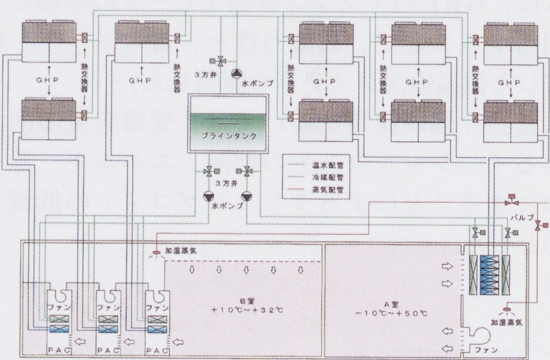 熱交換器
GHP
GHP
熱交換器
熱交換器
GHP
熱交換器
GHP
熱交換器
GHP
3方弁
水ポンプ
ブラインタンク
3方弁
水ポンプ
温水配管
冷媒配管
蒸気配管
バルブ
加湿蒸気
B室
+10℃~+32℃
A室
-10℃~+50℃
加湿蒸気
ファン
ファン
ファン
ファン
PAC
PAC
PAC